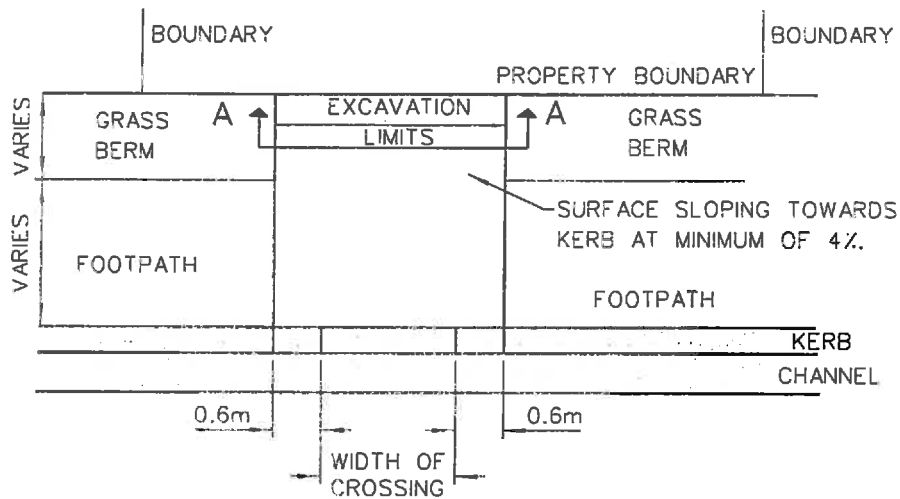 BOUNDARY
BOUNDARY
PROPERTY BOUNDARY
VARIES
GRASS
BERM
A
EXCAVATION
LIMITS
A
GRASS
BERM
SURFACE SLOPING TOWARDS
KERB AT MINIMUM OF 4%.
VARIES
FOOTPATH
FOOTPATH
KERB
CHANNEL
0.6m
0.6m
WIDTH OF
CROSSING